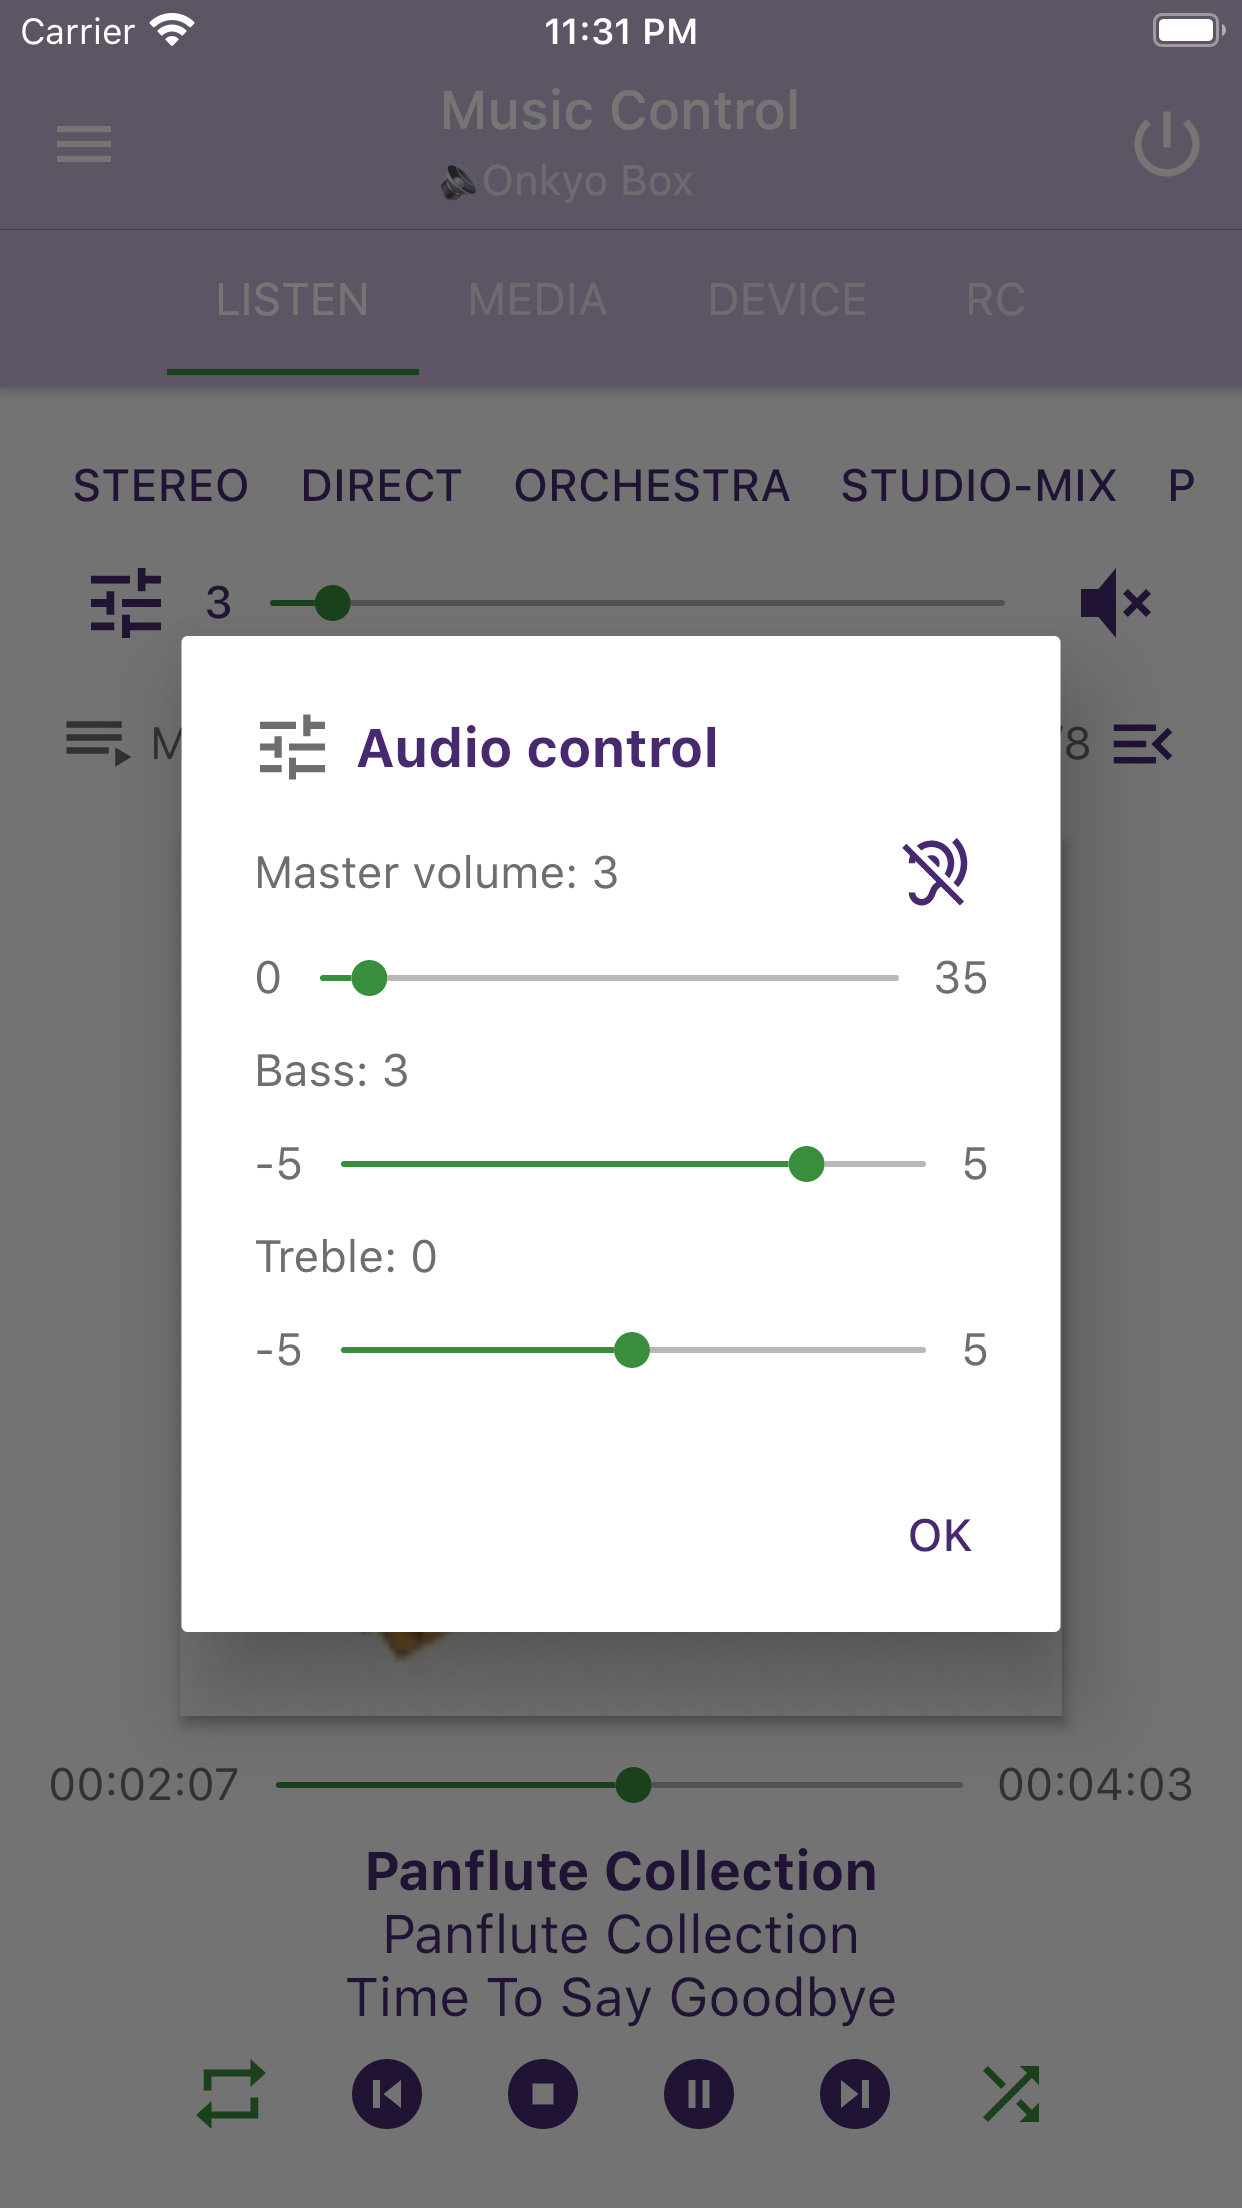 Carrier 11:31 PM
Music Control
Onkyo Box
LISTEN MEDIA DEVICE RC
STEREO DIRECT ORCHESTRA STUDIO-MIX P
3
M /8
Audio control
Master volume: 3
0 35
Bass: 3
-5 5
Treble: 0
-5 5
OK
00:02:07 00:04:03
Panflute Collection
Panflute Collection
Time To Say Goodbye